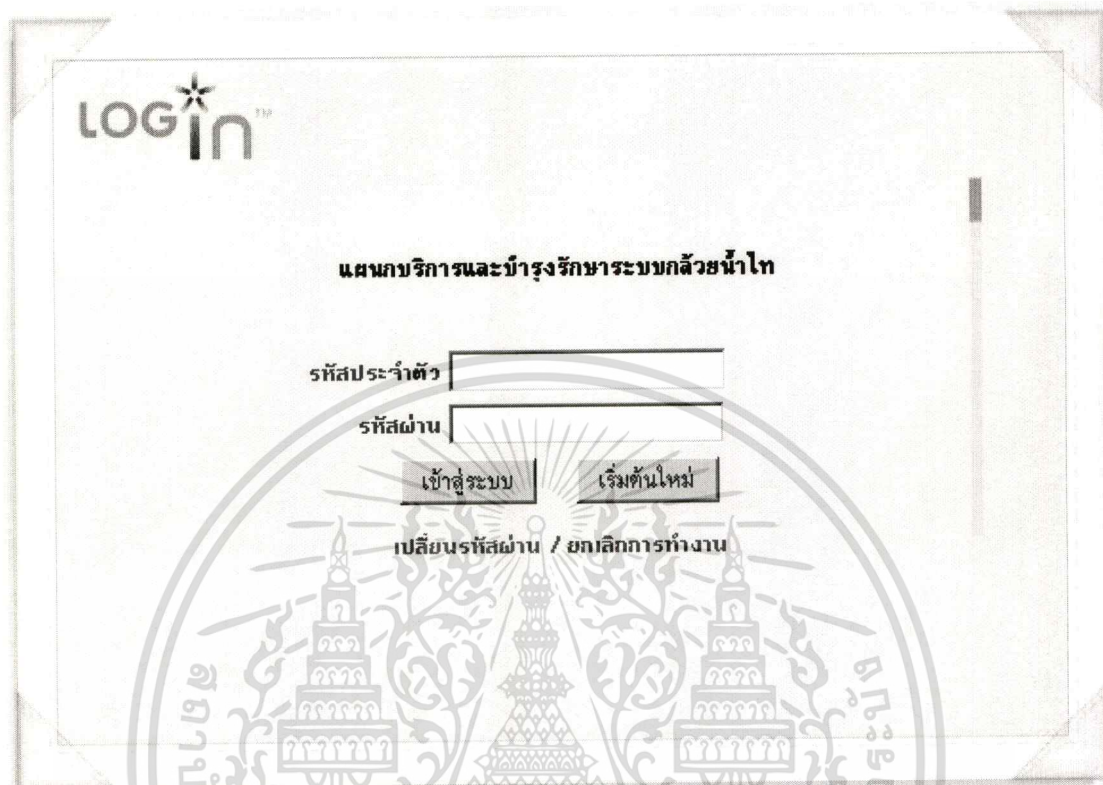 LOGin™
แผนกบริการและบำรุงรักษาระบบกล้วยน้ำไท
รหัสประจำตัว
รหัสผ่าน
เข้าสู่ระบบ เริ่มต้นใหม่
เปลี่ยนรหัสผ่าน / ยกเลิกการทำงาน